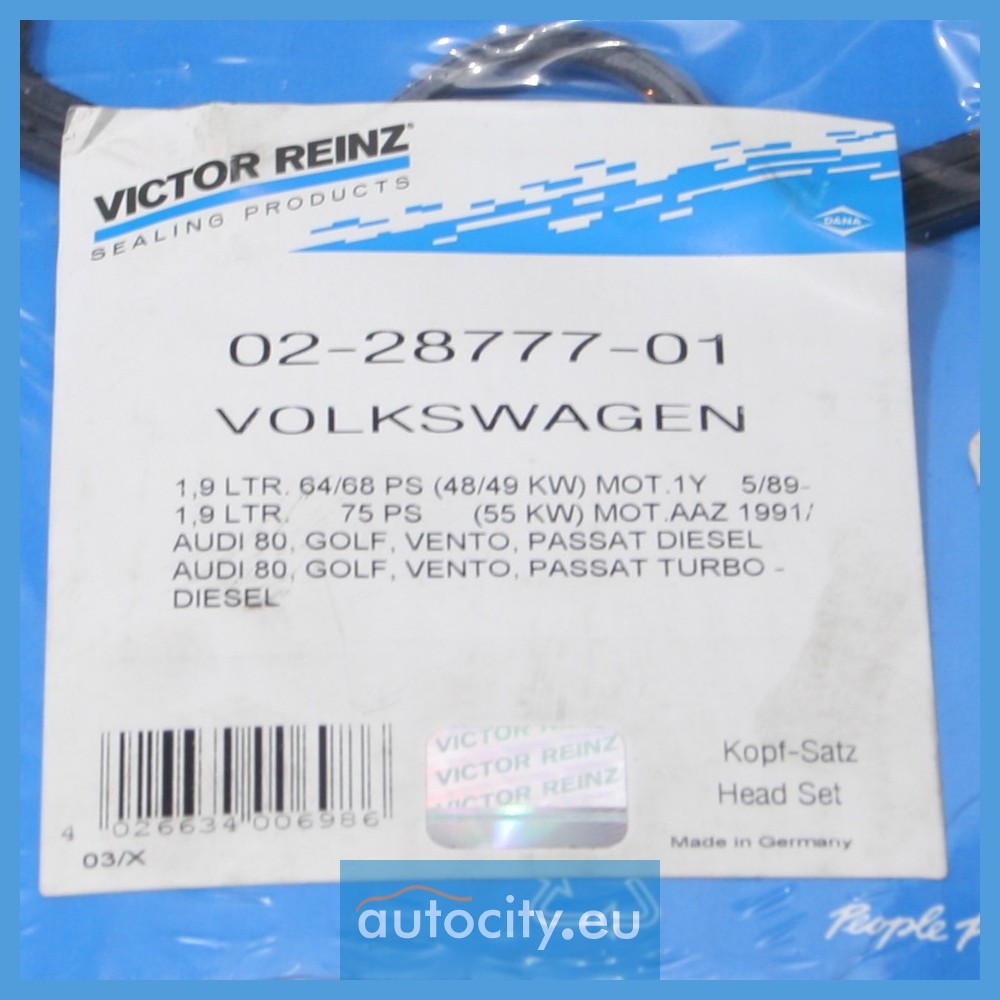 VICTOR REINZ
SEALING PRODUCTS
DANA
02-28777-01
VOLKSWAGEN
1,9 LTR. 64/68 PS (48/49 KW) MOT.1Y 5/89-
1,9 LTR. 75 PS (55 KW) MOT.AAZ 1991/
AUDI 80, GOLF, VENTO, PASSAT DIESEL
AUDI 80, GOLF, VENTO, PASSAT TURBO -
DIESEL
4 026634 006986
03/X
VICTOR REINZ
VICTOR REINZ
VICTOR REINZ
Kopf-Satz
Head Set
Made in Germany
People
autocity.eu